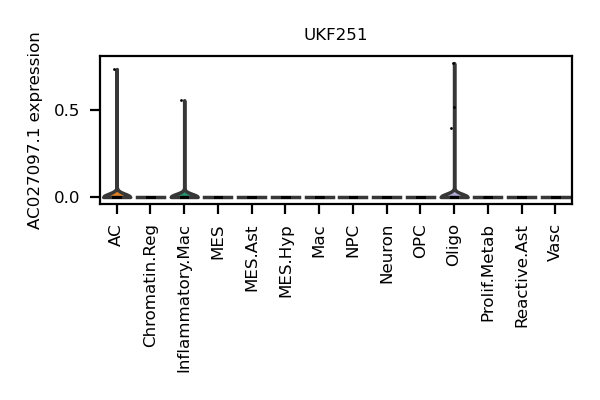 UKF251
AC027097.1 expression
0.5
0.0
AC
Chromatin.Reg
Inflammatory.Mac
MES
MES.Ast
MES.Hyp
Mac
NPC
Neuron
OPC
Oligo
Prolif.Metab
Reactive.Ast
Vasc